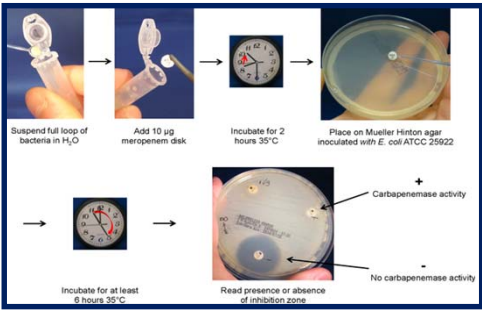 Suspend full loop of
bacteria in H₂O
Add 10 µg
meropenem disk
Incubate for 2
hours 35°C
Place on Mueller Hinton agar
inoculated with E. coli ATCC 25922
+
Carbapenemase activity
-
No carbapenemase activity
Incubate for at least
6 hours 35°C
Read presence or absence
of inhibition zone